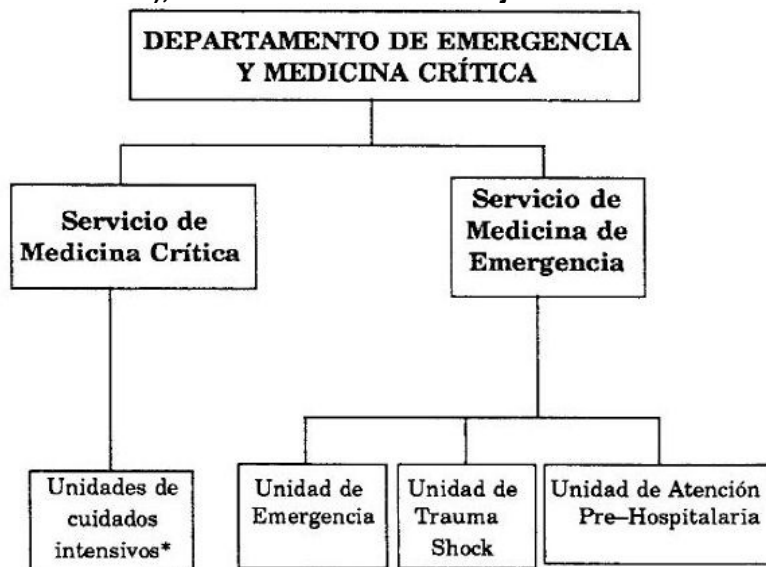 DEPARTAMENTO DE EMERGENCIA
Y MEDICINA CRÍTICA
Servicio de
Medicina Crítica
Servicio de
Medicina de
Emergencia
Unidades de
cuidados
intensivos*
Unidad de
Emergencia
Unidad de
Trauma
Shock
Unidad de Atención
Pre–Hospitalaria